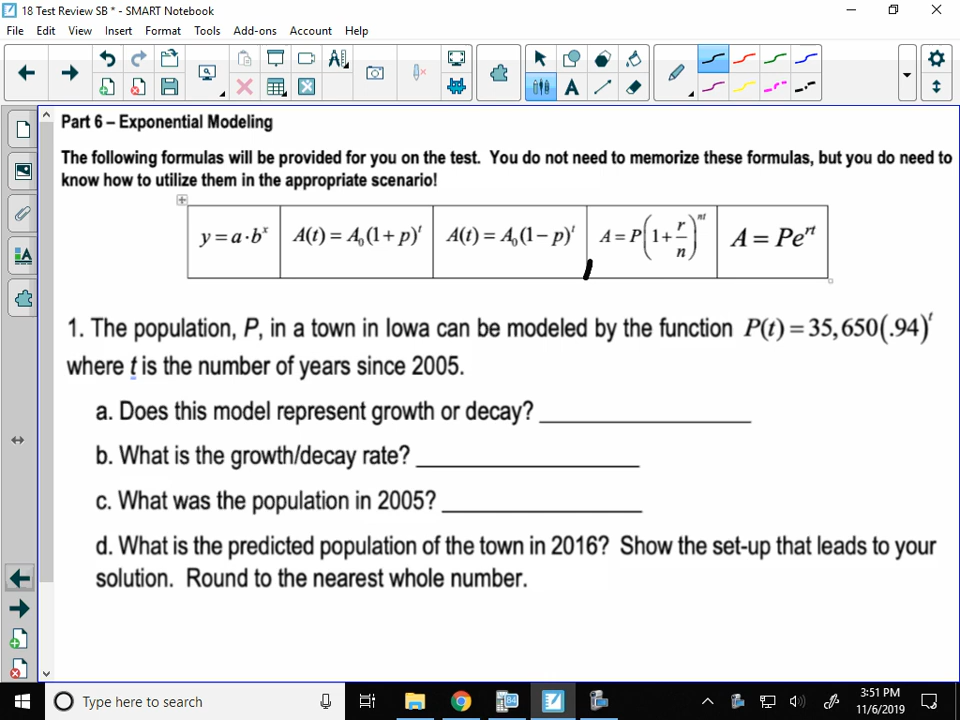 18 Test Review SB * - SMART Notebook
File Edit View Insert Format Tools Add-ons Account Help
Part 6 – Exponential Modeling
The following formulas will be provided for you on the test. You do not need to memorize these formulas, but you do need to
know how to utilize them in the appropriate scenario!
y = a·b^x A(t) = A₀(1 + p)^t A(t) = A₀(1 − p)^t A = P(1 + r/n)^nt A = Pe^rt
1. The population, P, in a town in Iowa can be modeled by the function P(t) = 35,650(.94)^t
where t is the number of years since 2005.
a. Does this model represent growth or decay? ____________________
b. What is the growth/decay rate? ____________________
c. What was the population in 2005? ____________________
d. What is the predicted population of the town in 2016? Show the set-up that leads to your
solution. Round to the nearest whole number.
Type here to search
3:51 PM
11/6/2019